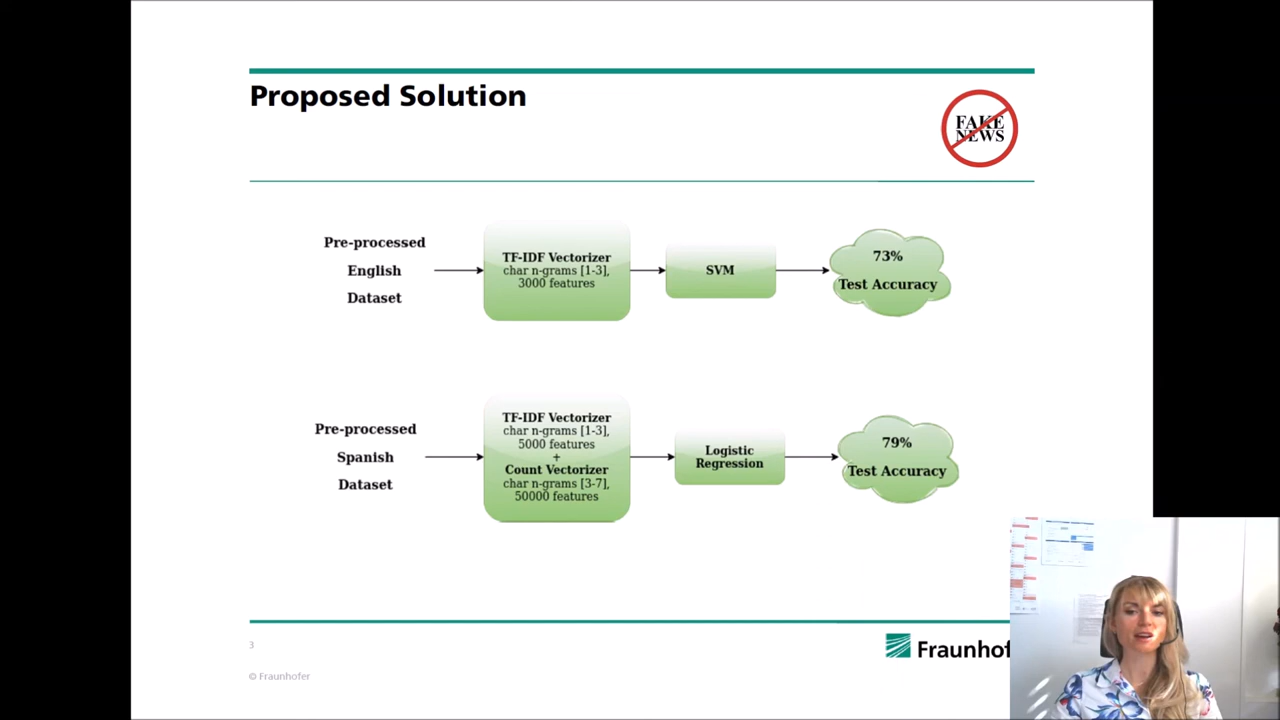 Proposed Solution
FAKE
NEWS
Pre-processed
English
Dataset
TF-IDF Vectorizer
char n-grams [1-3],
3000 features
SVM
73%
Test Accuracy
Pre-processed
Spanish
Dataset
TF-IDF Vectorizer
char n-grams [1-3],
5000 features
+
Count Vectorizer
char n-grams [3-7],
50000 features
Logistic
Regression
79%
Test Accuracy
3
Fraunhof
© Fraunhofer